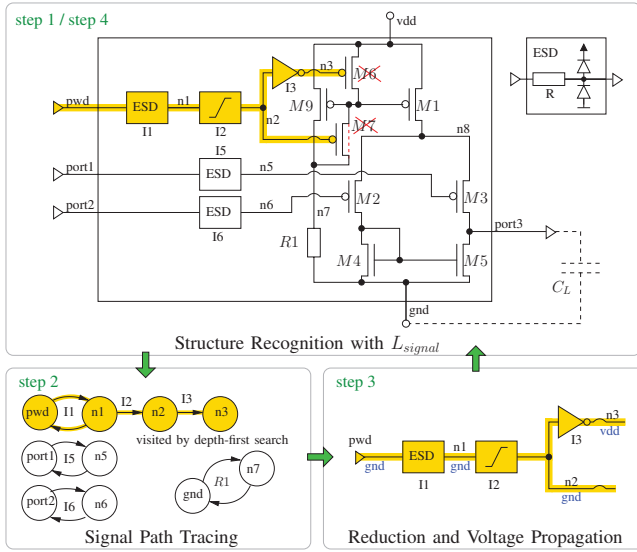 step 1 / step 4
vdd
ESD
R
n3
M6
I3
pwd
ESD
n1
I1
I2
n2
M9
M1
M7
n8
port1
I5
ESD
n5
port2
ESD
n6
I6
n7
M2
M3
R1
M4
M5
port3
C_L
gnd
Structure Recognition with L_signal
step 2
pwd
I1
n1
I2
n2
I3
n3
visited by depth-first search
port1
I5
n5
port2
I6
n6
gnd
R1
n7
Signal Path Tracing
step 3
pwd
gnd
ESD
I1
n1
gnd
I2
I3
n3
vdd
n2
gnd
Reduction and Voltage Propagation